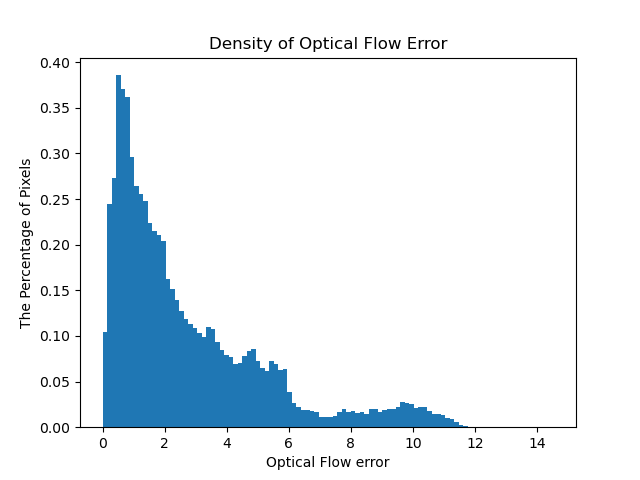 Density of Optical Flow Error
0.40
0.35
0.30
0.25
0.20
0.15
0.10
0.05
0.00
The Percentage of Pixels
0 2 4 6 8 10 12 14
Optical Flow error